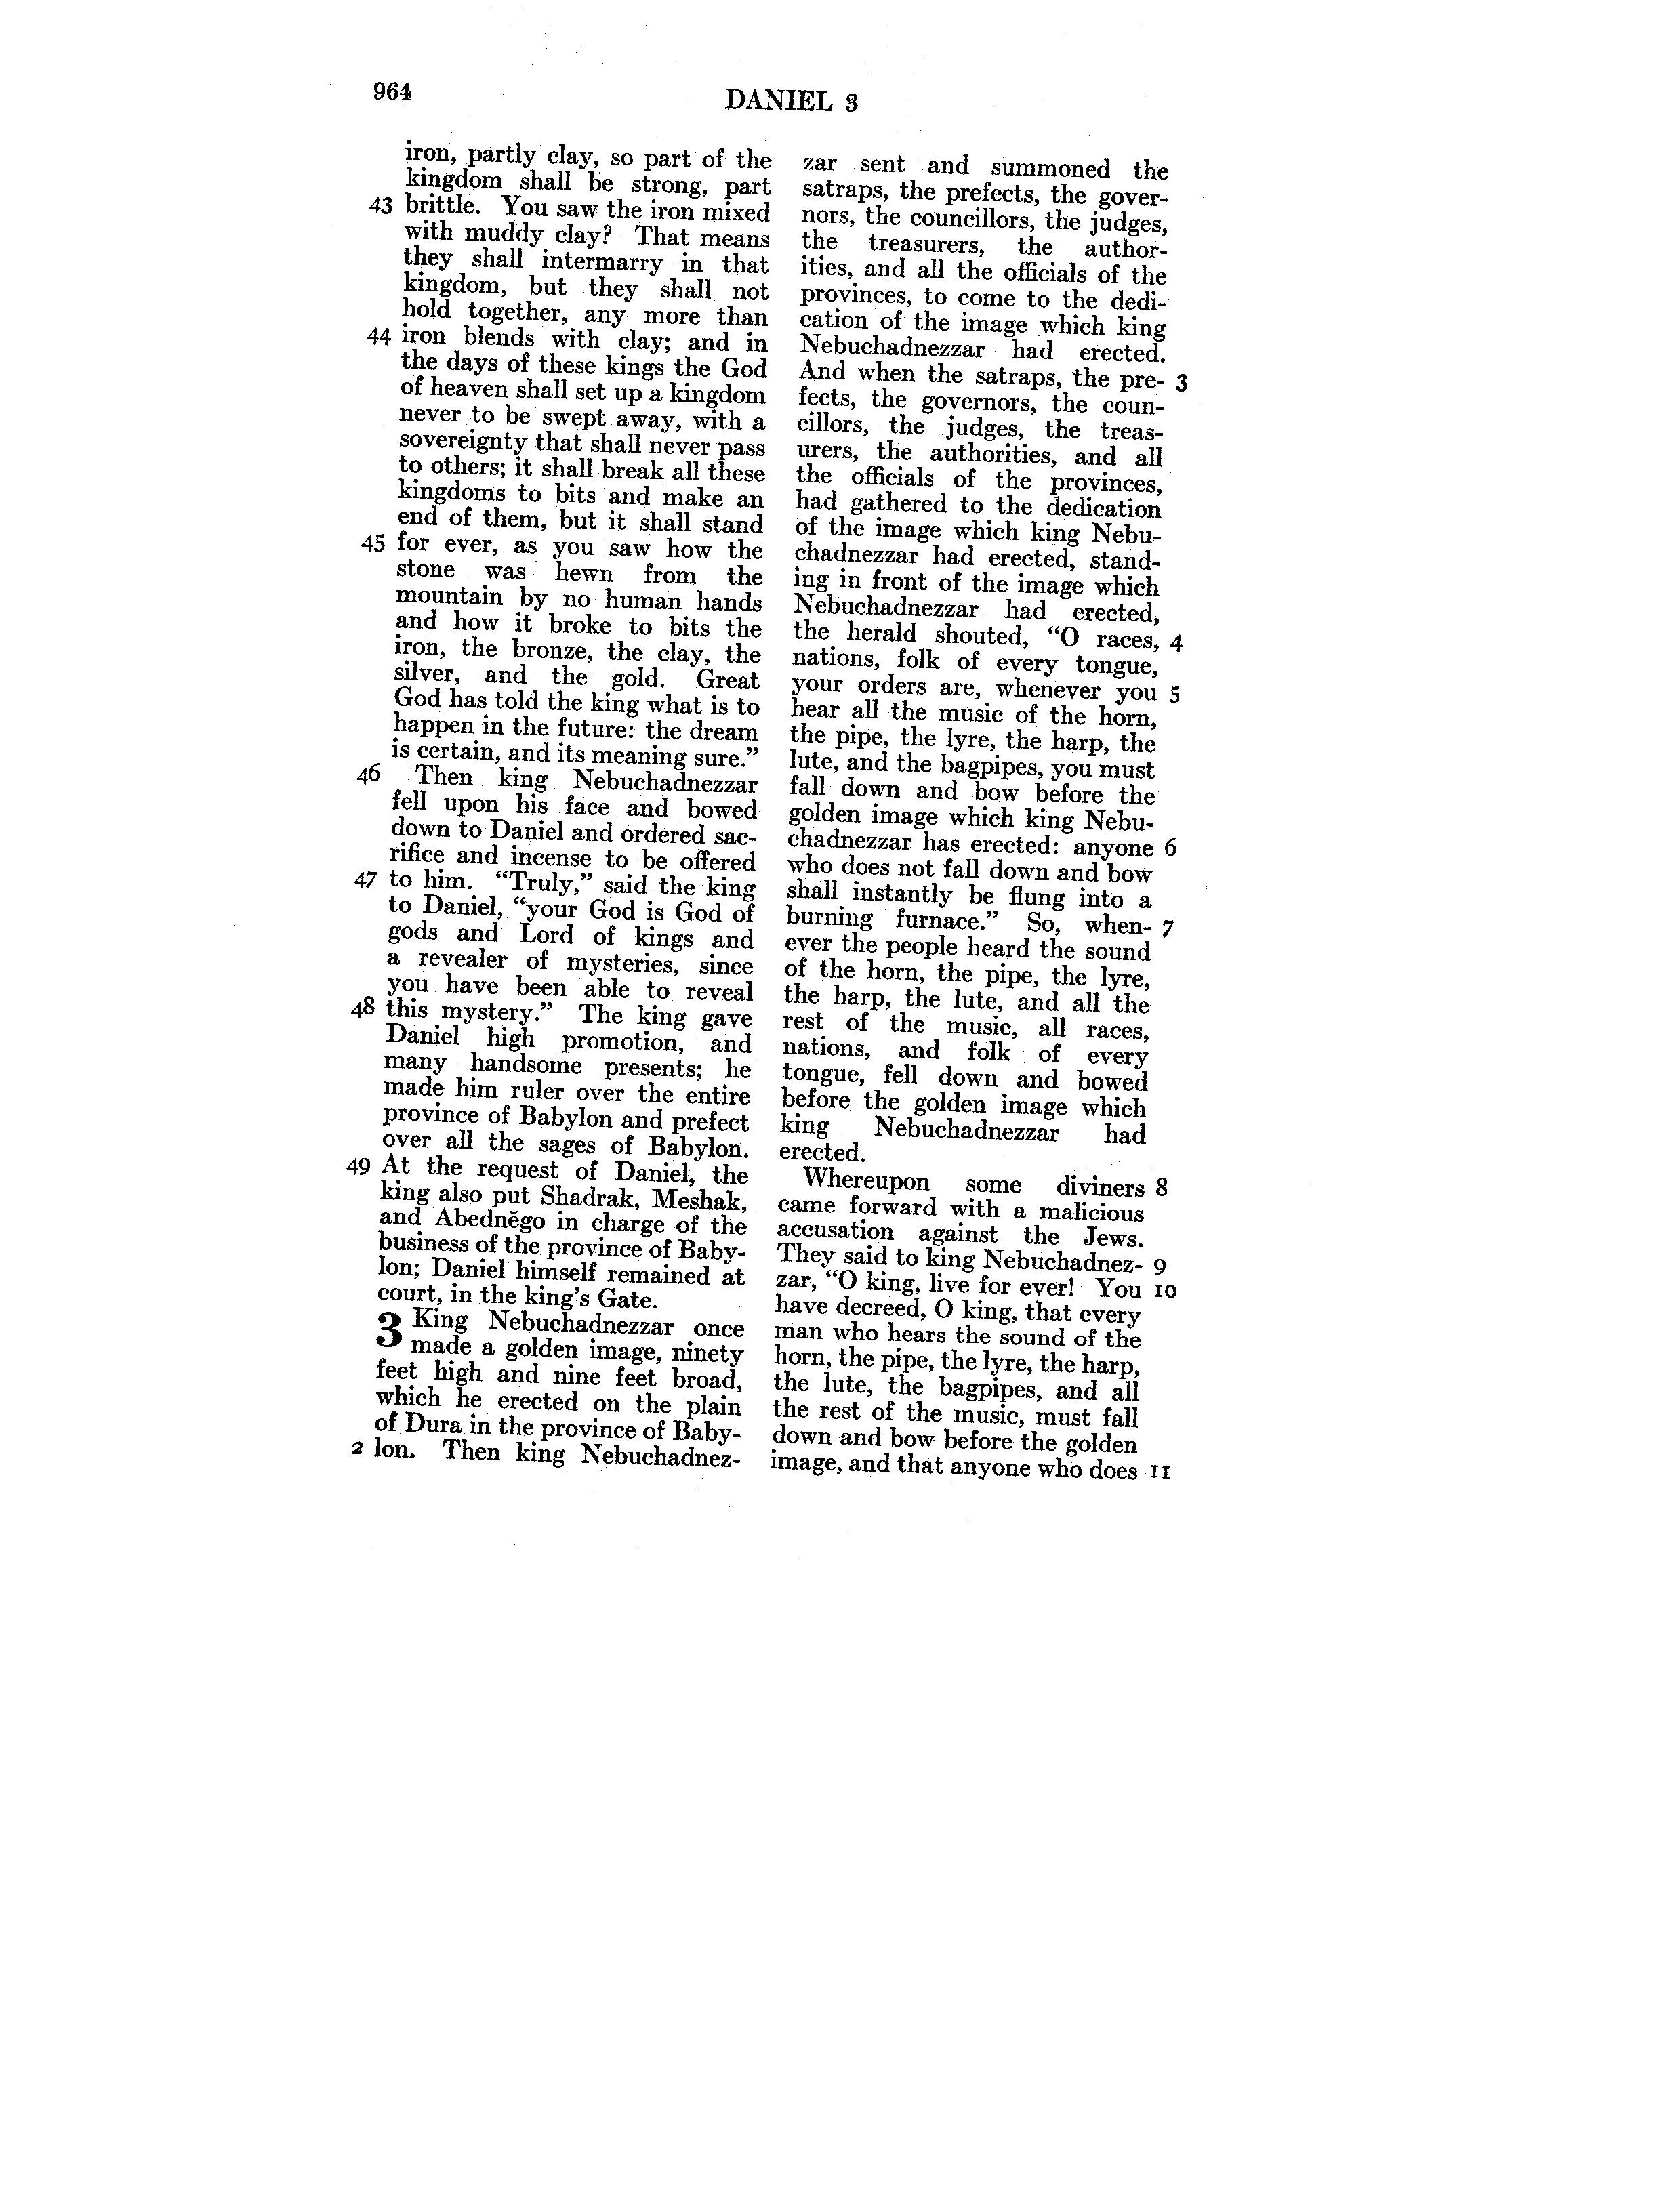 964
DANIEL 3
iron, partly clay, so part of the
kingdom shall be strong, part
43 brittle. You saw the iron mixed
with muddy clay? That means
they shall intermarry in that
kingdom, but they shall not
hold together, any more than
44 iron blends with clay; and in
the days of these kings the God
of heaven shall set up a kingdom
never to be swept away, with a
sovereignty that shall never pass
to others; it shall break all these
kingdoms to bits and make an
end of them, but it shall stand
45 for ever, as you saw how the
stone was hewn from the
mountain by no human hands
and how it broke to bits the
iron, the bronze, the clay, the
silver, and the gold. Great
God has told the king what is to
happen in the future: the dream
is certain, and its meaning sure.”
46 Then king Nebuchadnezzar
fell upon his face and bowed
down to Daniel and ordered sac-
rifice and incense to be offered
47 to him. “Truly,” said the king
to Daniel, “your God is God of
gods and Lord of kings and
a revealer of mysteries, since
you have been able to reveal
48 this mystery.” The king gave
Daniel high promotion, and
many handsome presents; he
made him ruler over the entire
province of Babylon and prefect
over all the sages of Babylon.
49 At the request of Daniel, the
king also put Shadrak, Meshak,
and Abednĕgo in charge of the
business of the province of Baby-
lon; Daniel himself remained at
court, in the king's Gate.
3 King Nebuchadnezzar once
made a golden image, ninety
feet high and nine feet broad,
which he erected on the plain
of Dura in the province of Baby-
2 lon. Then king Nebuchadnez-
zar sent and summoned the
satraps, the prefects, the gover-
nors, the councillors, the judges,
the treasurers, the author-
ities, and all the officials of the
provinces, to come to the dedi-
cation of the image which king
Nebuchadnezzar had erected.
And when the satraps, the pre- 3
fects, the governors, the coun-
cillors, the judges, the treas-
urers, the authorities, and all
the officials of the provinces,
had gathered to the dedication
of the image which king Nebu-
chadnezzar had erected, stand-
ing in front of the image which
Nebuchadnezzar had erected,
the herald shouted, “O races, 4
nations, folk of every tongue,
your orders are, whenever you 5
hear all the music of the horn,
the pipe, the lyre, the harp, the
lute, and the bagpipes, you must
fall down and bow before the
golden image which king Nebu-
chadnezzar has erected: anyone 6
who does not fall down and bow
shall instantly be flung into a
burning furnace.” So, when- 7
ever the people heard the sound
of the horn, the pipe, the lyre,
the harp, the lute, and all the
rest of the music, all races,
nations, and folk of every
tongue, fell down and bowed
before the golden image which
king Nebuchadnezzar had
erected.
Whereupon some diviners 8
came forward with a malicious
accusation against the Jews.
They said to king Nebuchadnez- 9
zar, “O king, live for ever! You 10
have decreed, O king, that every
man who hears the sound of the
horn, the pipe, the lyre, the harp,
the lute, the bagpipes, and all
the rest of the music, must fall
down and bow before the golden
image, and that anyone who does 11